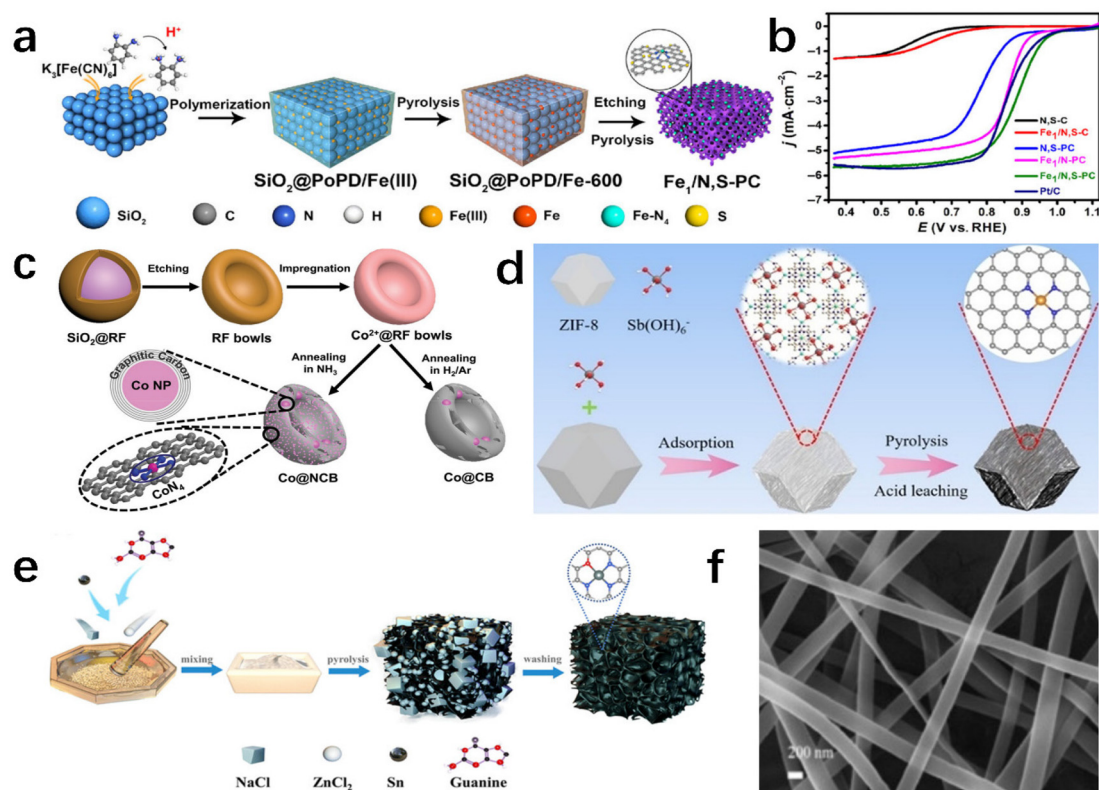 a
H+
K3[Fe(CN)6]
Polymerization
Pyrolysis
Etching
Pyrolysis
SiO2@PoPD/Fe(III)
SiO2@PoPD/Fe-600
Fe1/N,S-PC
SiO2
C
N
H
Fe(III)
Fe
Fe-N4
S
b
0
-1
-2
-3
-4
-5
-6
-7
j (mA·cm−2)
N,S-C
Fe1/N,S-C
N,S-PC
Fe1/N-PC
Fe1/N,S-PC
Pt/C
0.4 0.5 0.6 0.7 0.8 0.9 1.0 1.1
E (V vs. RHE)
c
Etching
Impregnation
SiO2@RF
RF bowls
Co2+@RF bowls
Annealing
in NH3
Annealing
in H2/Ar
Graphitic Carbon
Co NP
CoN4
Co@NCB
Co@CB
d
ZIF-8
Sb(OH)6-
+
Adsorption
Pyrolysis
Acid leaching
e
mixing
pyrolysis
washing
NaCl
ZnCl2
Sn
Guanine
f
200 nm